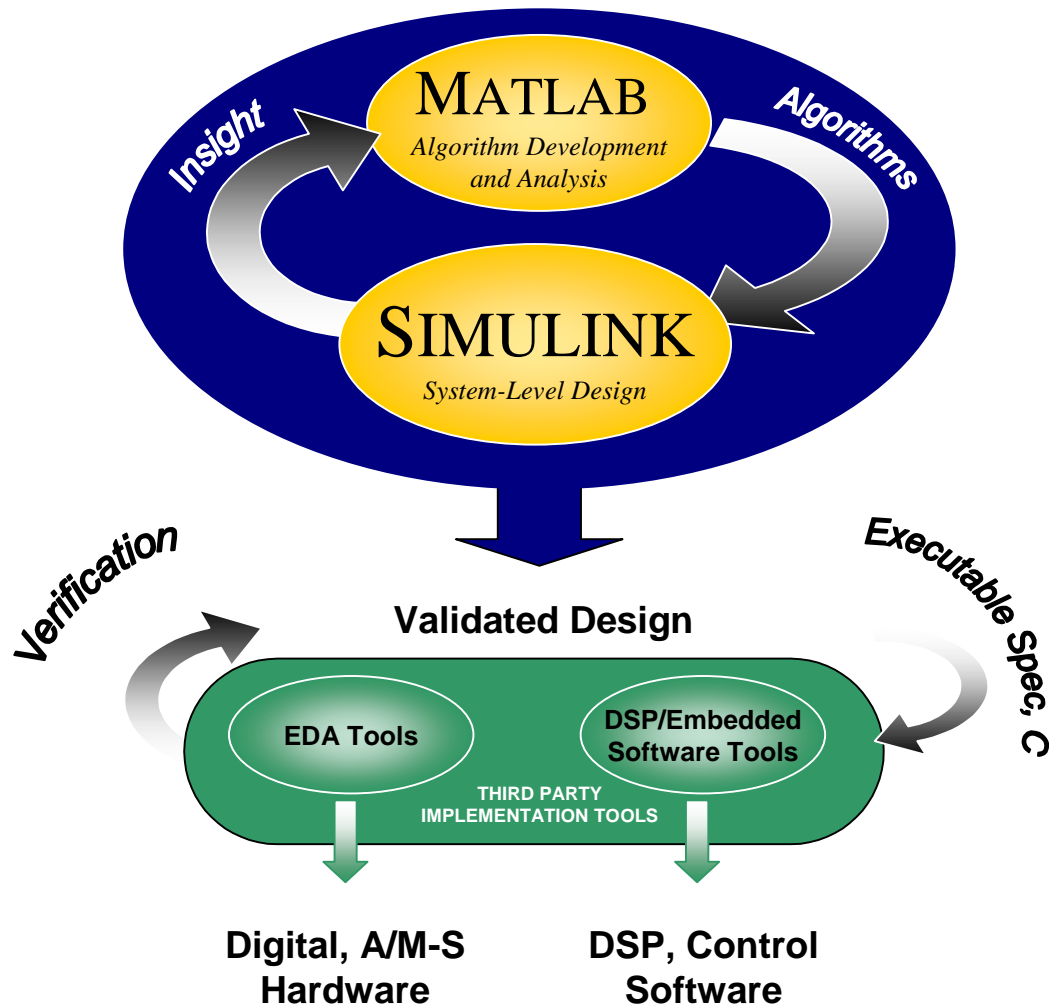 Insight
MATLAB
Algorithm Development
and Analysis
Algorithms
SIMULINK
System-Level Design
Verification
Executable Spec, C
Validated Design
EDA Tools
DSP/Embedded
Software Tools
THIRD PARTY
IMPLEMENTATION TOOLS
Digital, A/M-S
Hardware
DSP, Control
Software